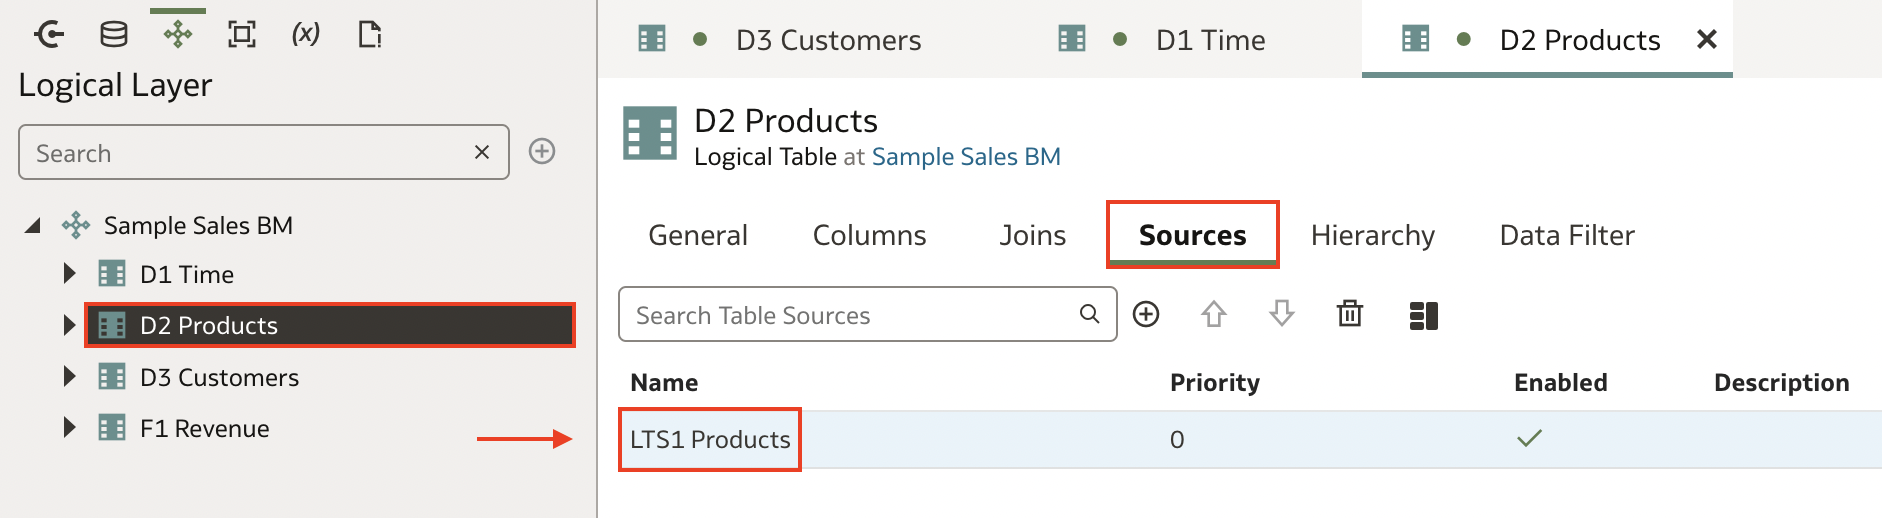 (x)
Logical Layer
Search
Sample Sales BM
D1 Time
D2 Products
D3 Customers
F1 Revenue
D3 Customers
D1 Time
D2 Products
D2 Products
Logical Table at Sample Sales BM
General Columns Joins Sources Hierarchy Data Filter
Search Table Sources
Name Priority Enabled Description
LTS1 Products 0